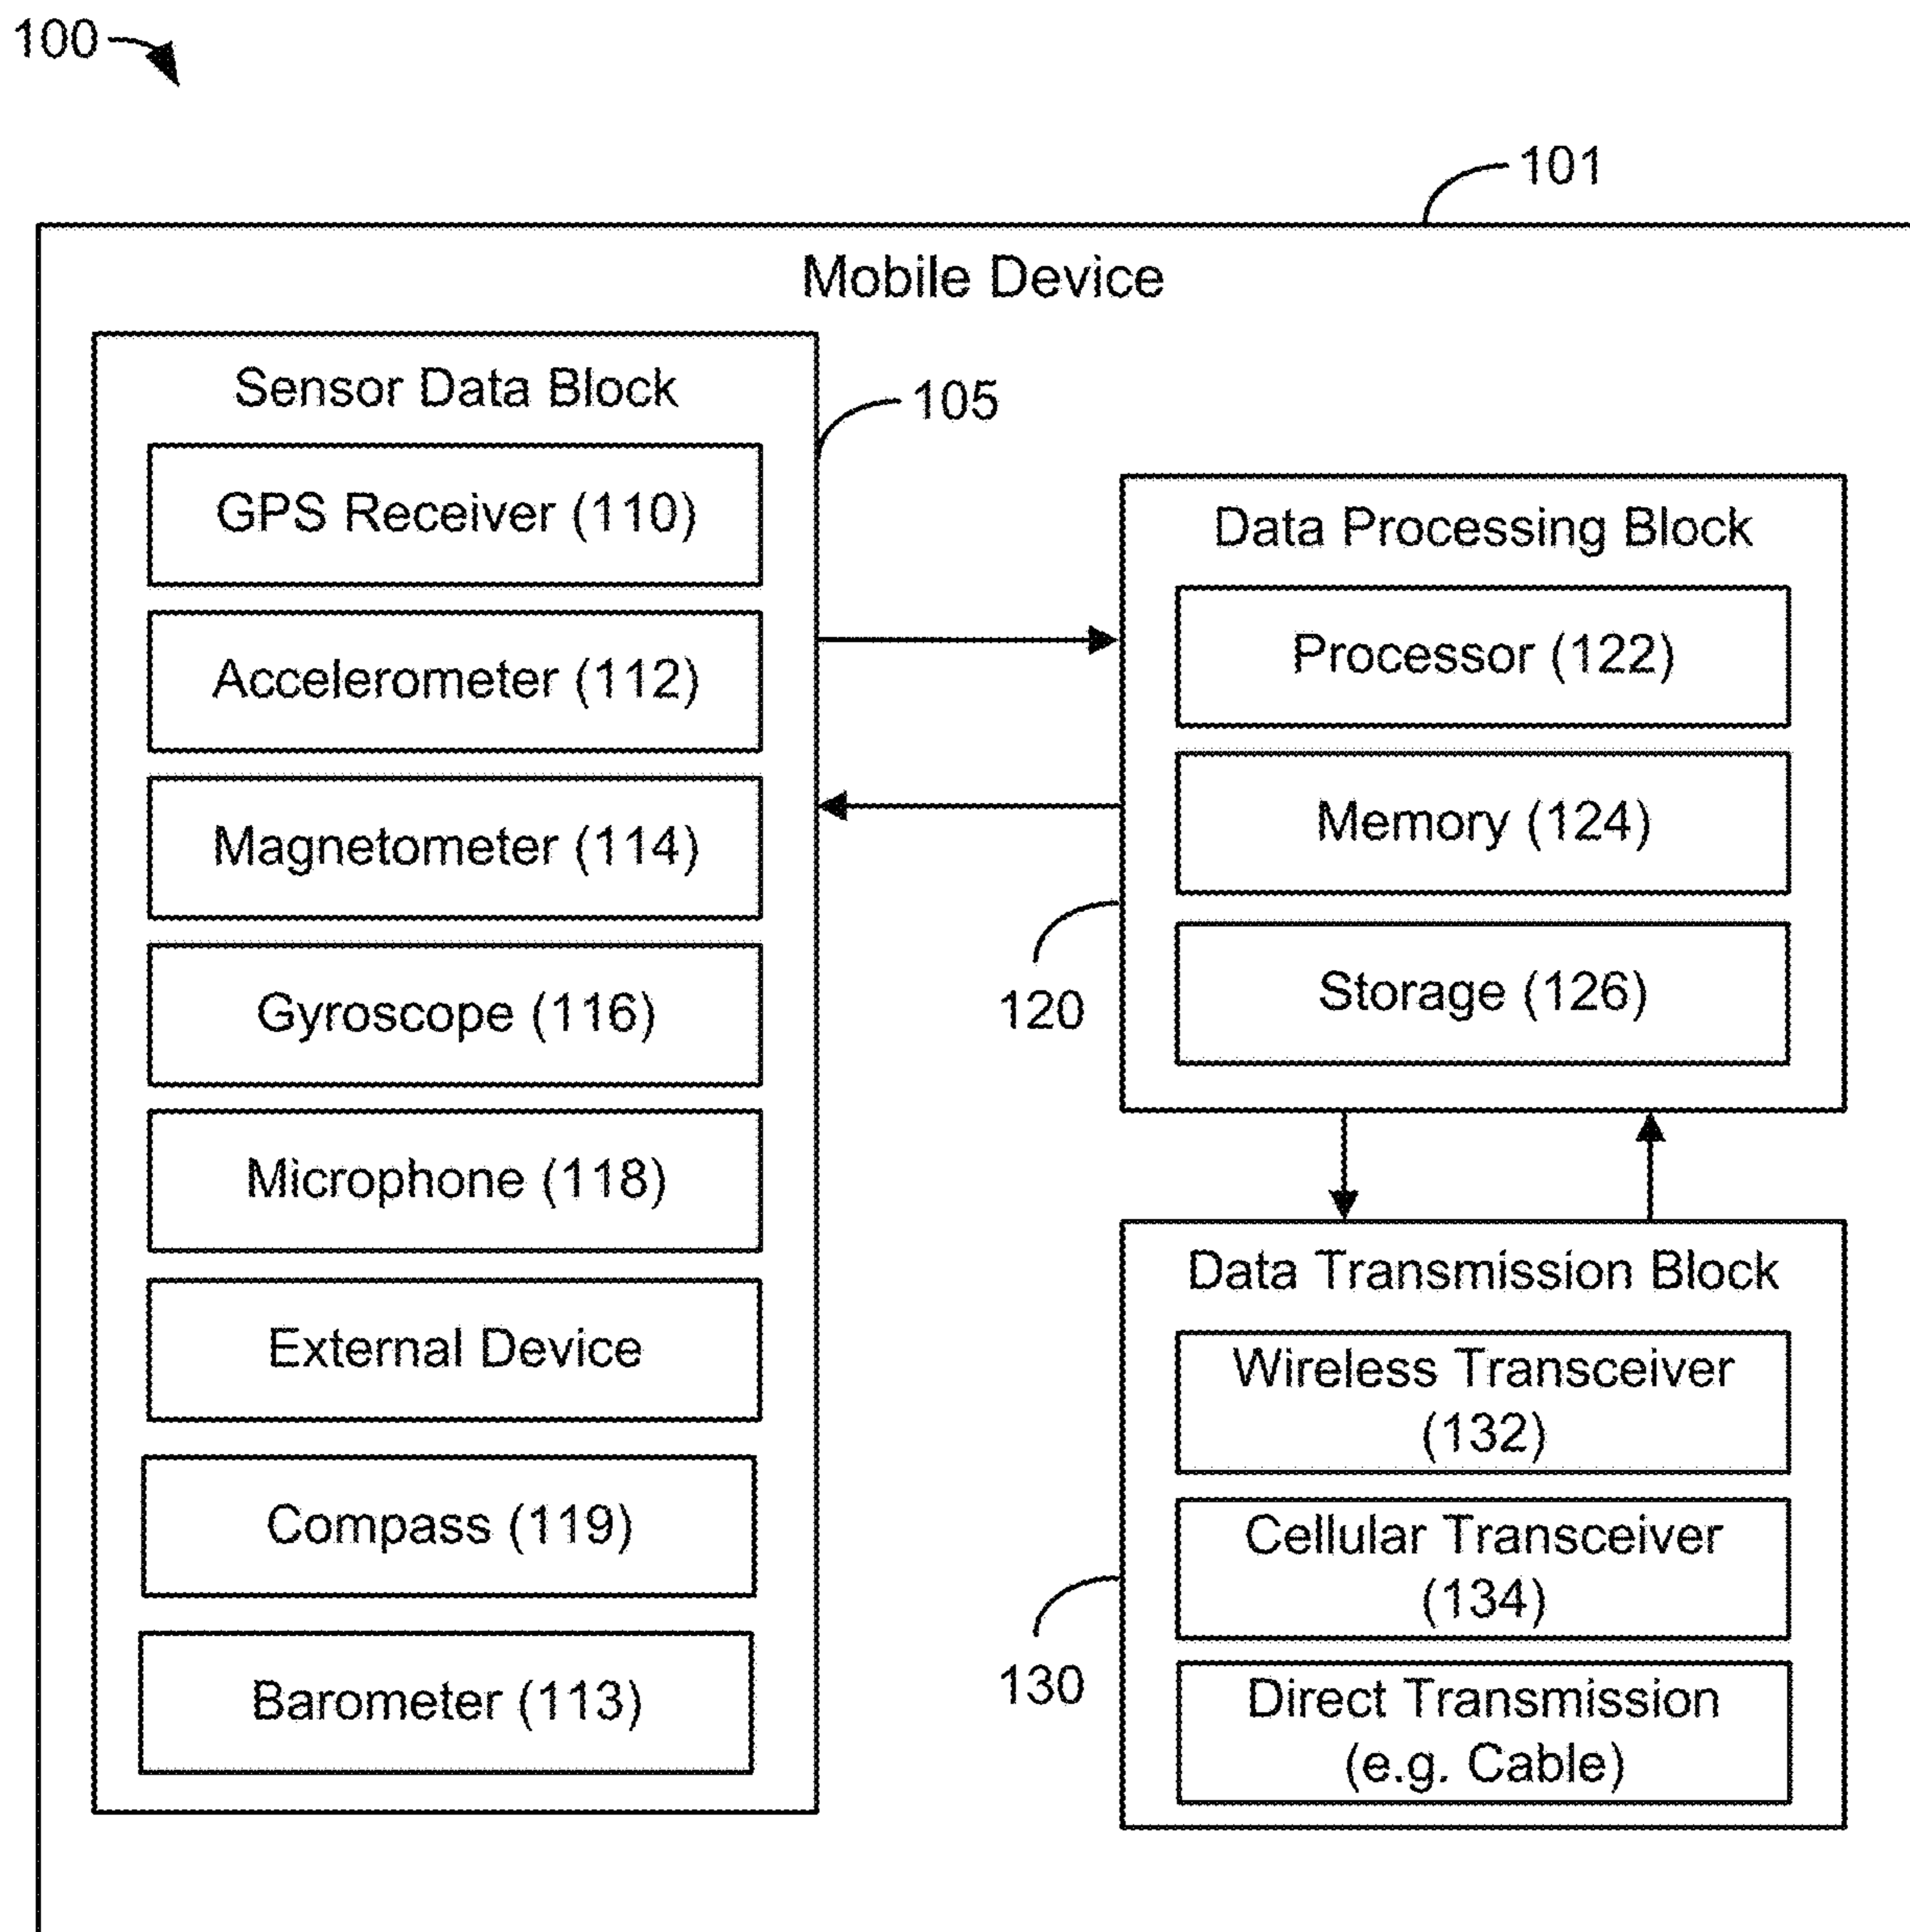 100
101
Mobile Device
Sensor Data Block
105
GPS Receiver (110)
Accelerometer (112)
Magnetometer (114)
Gyroscope (116)
Microphone (118)
External Device
Compass (119)
Barometer (113)
Data Processing Block
Processor (122)
Memory (124)
Storage (126)
120
Data Transmission Block
Wireless Transceiver
(132)
Cellular Transceiver
(134)
Direct Transmission
(e.g. Cable)
130